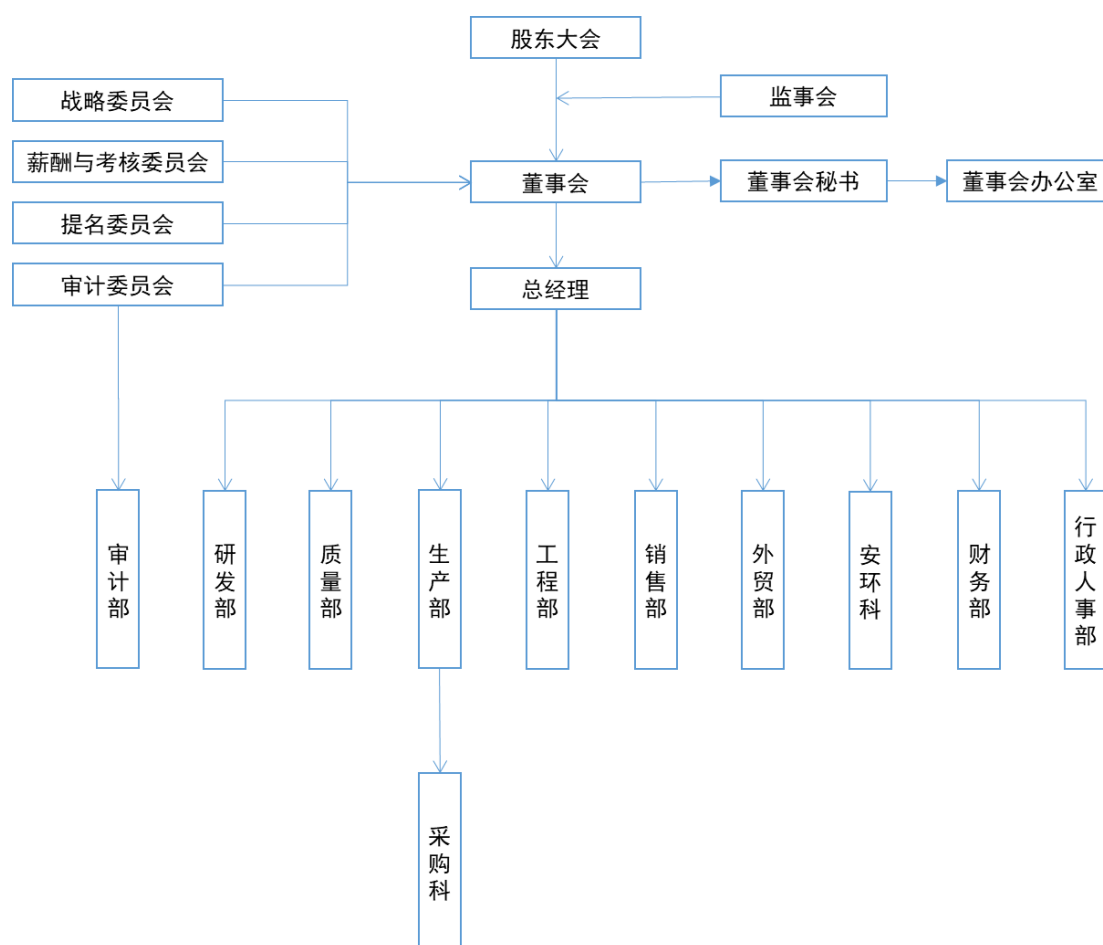 股东大会
战略委员会
监事会
薪酬与考核委员会
董事会
董事会秘书
董事会办公室
提名委员会
审计委员会
总经理
审计部
研发部
质量部
生产部
工程部
销售部
外贸部
安环科
财务部
行政人事部
采购科